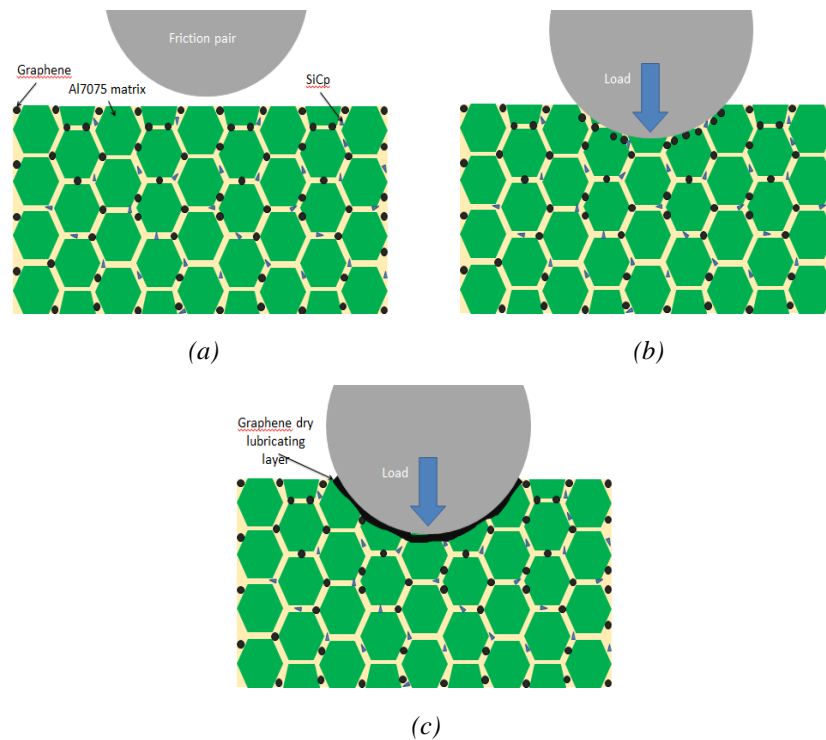 Friction pair
Graphene
Al7075 matrix
SiCp
(a)
Load
(b)
Graphene dry
lubricating
layer
Load
(c)